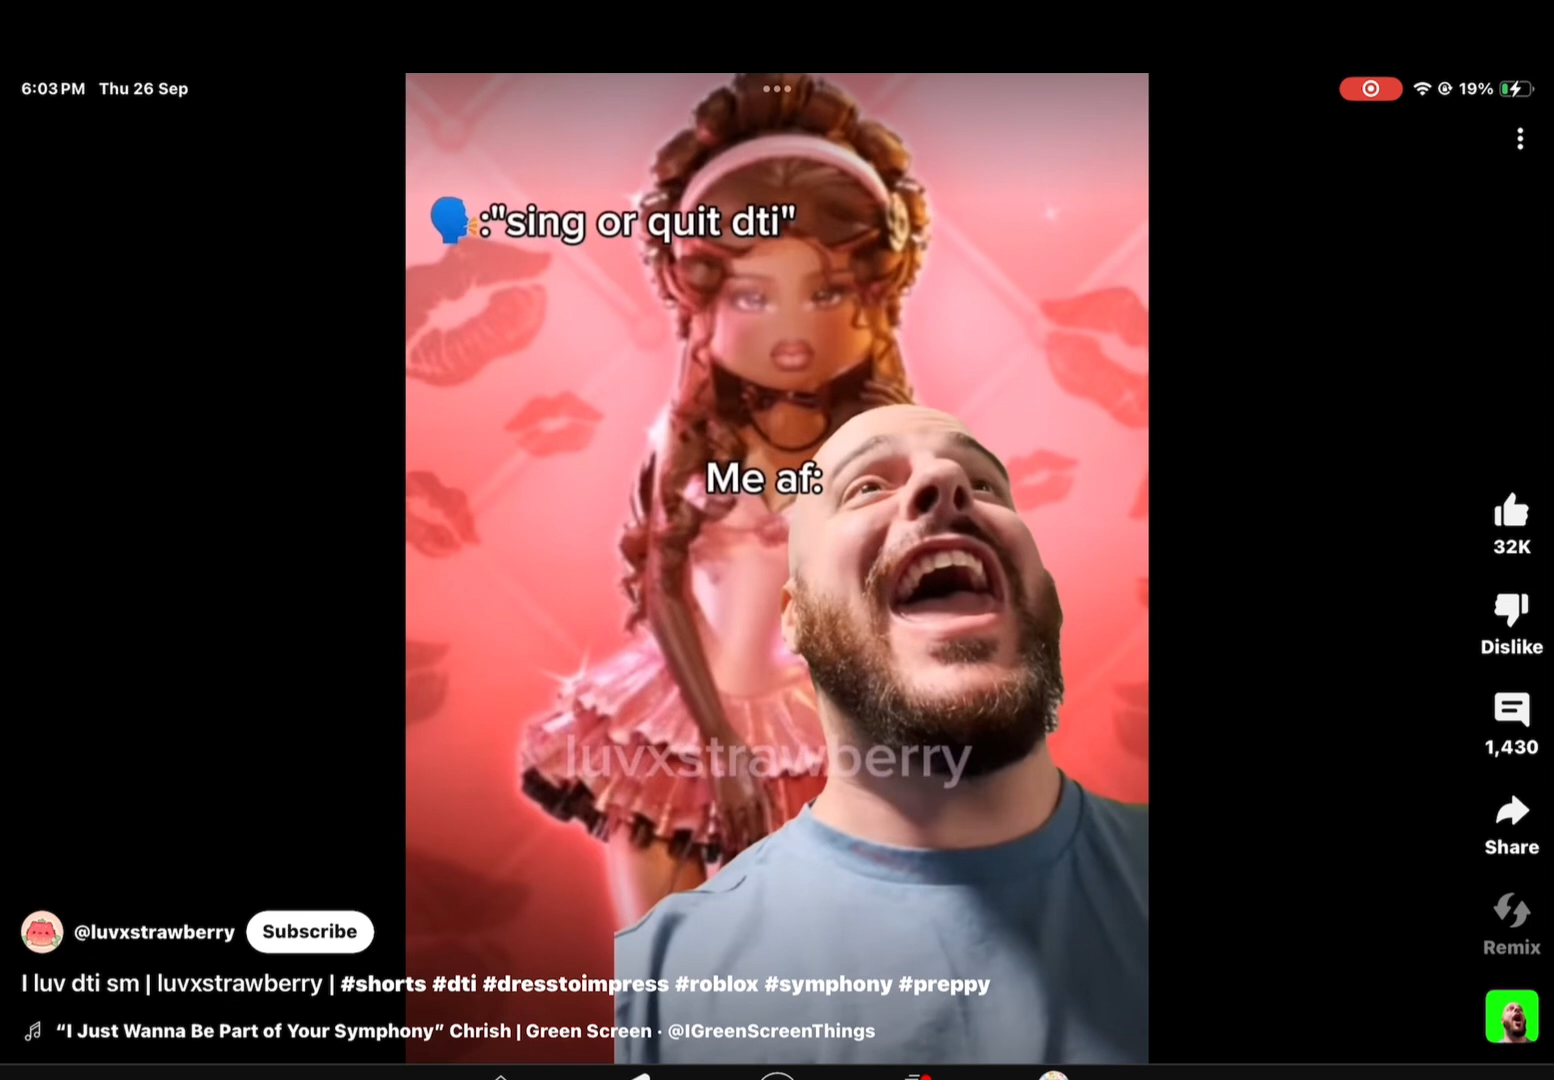 6:03 PM Thu 26 Sep
19%
🗣:"sing or quit dti"
Me af:
luvxstrawberry
32K
Dislike
1,430
Share
Remix
@luvxstrawberry Subscribe
I luv dti sm | luvxstrawberry | #shorts #dti #dresstoimpress #roblox #symphony #preppy
“I Just Wanna Be Part of Your Symphony” Chrish | Green Screen · @IGreenScreenThings